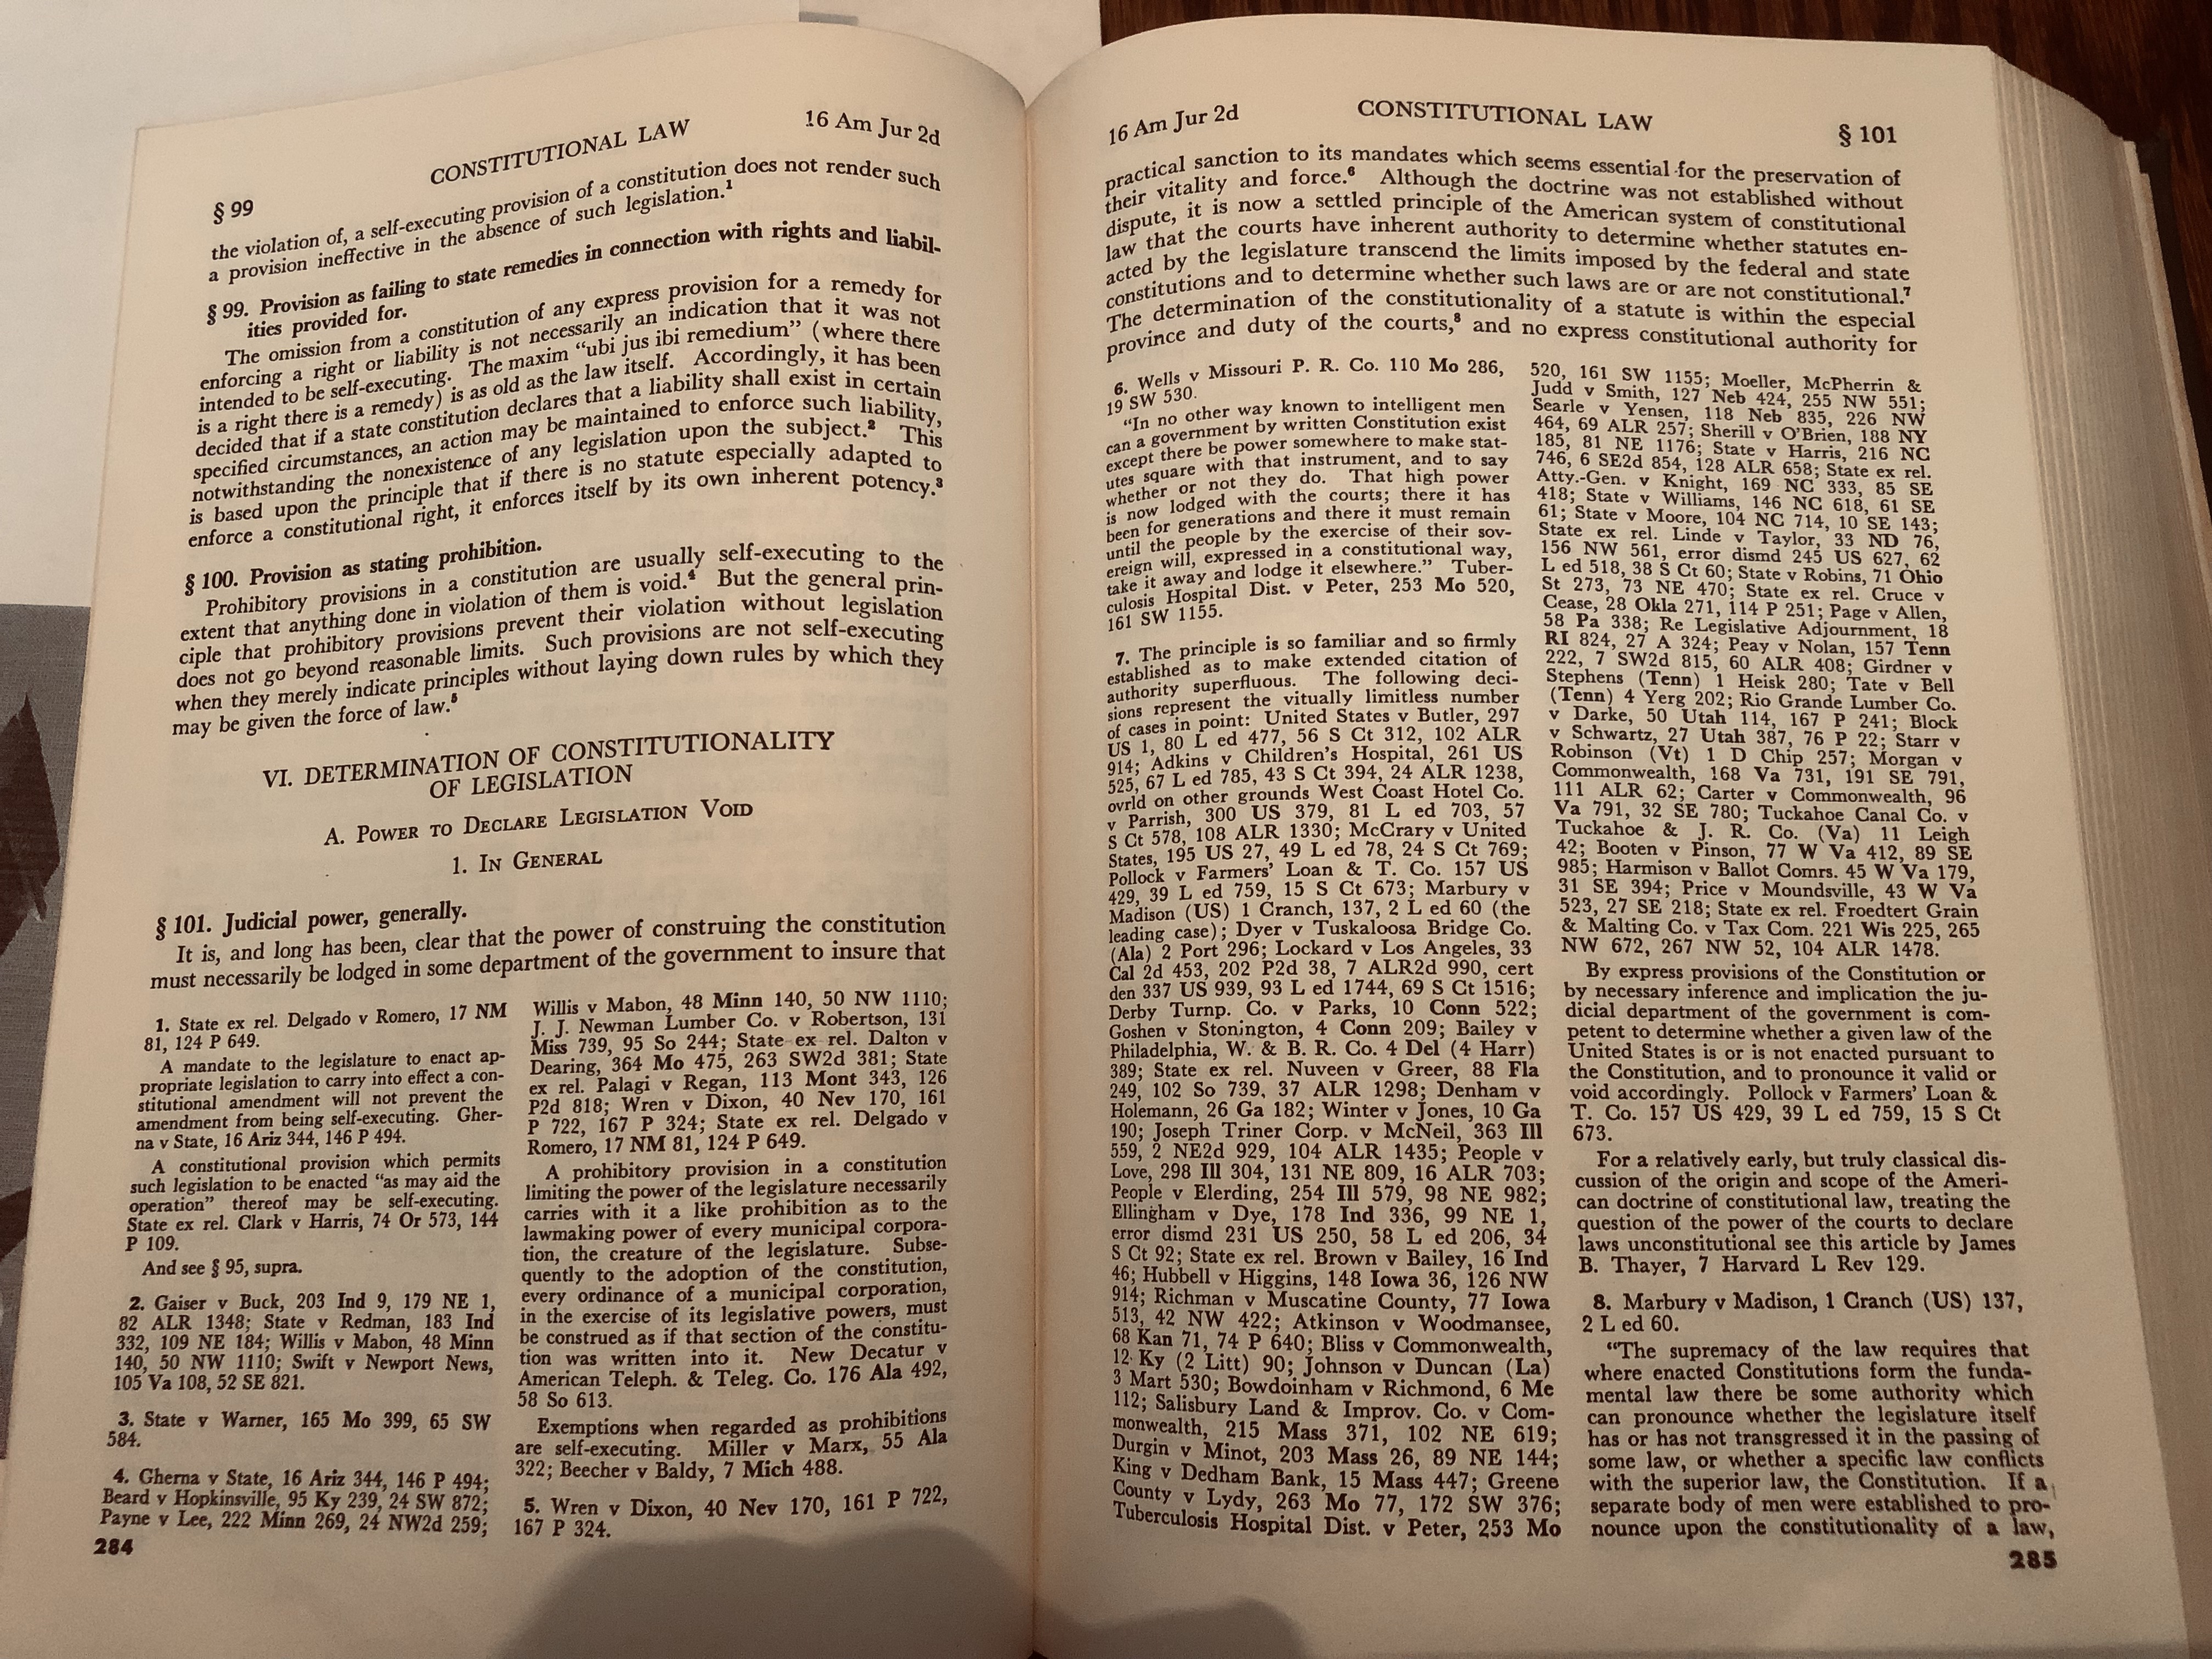 § 99
CONSTITUTIONAL LAW
16 Am Jur 2d
the violation of, a self-executing provision of a constitution does not render such
a provision ineffective in the absence of such legislation.¹
§ 99. Provision as failing to state remedies in connection with rights and liabil-
ities provided for.
The omission from a constitution of any express provision for a remedy for
enforcing a right or liability is not necessarily an indication that it was not
intended to be self-executing. The maxim “ubi jus ibi remedium” (where there
is a right there is a remedy) is as old as the law itself. Accordingly, it has been
decided that if a state constitution declares that a liability shall exist in certain
specified circumstances, an action may be maintained to enforce such liability,
notwithstanding the nonexistence of any legislation upon the subject.² This
is based upon the principle that if there is no statute especially adapted to
enforce a constitutional right, it enforces itself by its own inherent potency.³
§ 100. Provision as stating prohibition.
Prohibitory provisions in a constitution are usually self-executing to the
extent that anything done in violation of them is void.⁴ But the general prin-
ciple that prohibitory provisions prevent their violation without legislation
does not go beyond reasonable limits. Such provisions are not self-executing
when they merely indicate principles without laying down rules by which they
may be given the force of law.⁵
VI. DETERMINATION OF CONSTITUTIONALITY
OF LEGISLATION
A. Power to Declare Legislation Void
1. In General
§ 101. Judicial power, generally.
It is, and long has been, clear that the power of construing the constitution
must necessarily be lodged in some department of the government to insure that
1. State ex rel. Delgado v Romero, 17 NM
81, 124 P 649.
A mandate to the legislature to enact ap-
propriate legislation to carry into effect a con-
stitutional amendment will not prevent the
amendment from being self-executing. Gher-
na v State, 16 Ariz 344, 146 P 494.
A constitutional provision which permits
such legislation to be enacted “as may aid the
operation” thereof may be self-executing.
State ex rel. Clark v Harris, 74 Or 573, 144
P 109.
And see § 95, supra.
2. Gaiser v Buck, 203 Ind 9, 179 NE 1,
82 ALR 1348; State v Redman, 183 Ind
332, 109 NE 184; Willis v Mabon, 48 Minn
140, 50 NW 1110; Swift v Newport News,
105 Va 108, 52 SE 821.
3. State v Warner, 165 Mo 399, 65 SW
584.
4. Gherna v State, 16 Ariz 344, 146 P 494;
Beard v Hopkinsville, 95 Ky 239, 24 SW 872;
Payne v Lee, 222 Minn 269, 24 NW2d 259;
Willis v Mabon, 48 Minn 140, 50 NW 1110;
J. J. Newman Lumber Co. v Robertson, 131
Miss 739, 95 So 244; State ex rel. Dalton v
Dearing, 364 Mo 475, 263 SW2d 381; State
ex rel. Palagi v Regan, 113 Mont 343, 126
P2d 818; Wren v Dixon, 40 Nev 170, 161
P 722, 167 P 324; State ex rel. Delgado v
Romero, 17 NM 81, 124 P 649.
A prohibitory provision in a constitution
limiting the power of the legislature necessarily
carries with it a like prohibition as to the
lawmaking power of every municipal corpora-
tion, the creature of the legislature. Subse-
quently to the adoption of the constitution,
every ordinance of a municipal corporation,
in the exercise of its legislative powers, must
be construed as if that section of the constitu-
tion was written into it. New Decatur v
American Teleph. & Teleg. Co. 176 Ala 492,
58 So 613.
Exemptions when regarded as prohibitions
are self-executing. Miller v Marx, 55 Ala
322; Beecher v Baldy, 7 Mich 488.
5. Wren v Dixon, 40 Nev 170, 161 P 722,
167 P 324.
284
16 Am Jur 2d
CONSTITUTIONAL LAW
§ 101
practical sanction to its mandates which seems essential for the preservation of
their vitality and force.⁶ Although the doctrine was not established without
dispute, it is now a settled principle of the American system of constitutional
law that the courts have inherent authority to determine whether statutes en-
acted by the legislature transcend the limits imposed by the federal and state
constitutions and to determine whether such laws are or are not constitutional.⁷
The determination of the constitutionality of a statute is within the especial
province and duty of the courts,⁸ and no express constitutional authority for
6. Wells v Missouri P. R. Co. 110 Mo 286,
19 SW 530.
“In no other way known to intelligent men
can a government by written Constitution exist
except there be power somewhere to make stat-
utes square with that instrument, and to say
whether or not they do. That high power
is now lodged with the courts; there it has
been for generations and there it must remain
until the people by the exercise of their sov-
ereign will, expressed in a constitutional way,
take it away and lodge it elsewhere.” Tuber-
culosis Hospital Dist. v Peter, 253 Mo 520,
161 SW 1155.
7. The principle is so familiar and so firmly
established as to make extended citation of
authority superfluous. The following deci-
sions represent the vitually limitless number
of cases in point: United States v Butler, 297
US 1, 80 L ed 477, 56 S Ct 312, 102 ALR
914; Adkins v Children’s Hospital, 261 US
525, 67 L ed 785, 43 S Ct 394, 24 ALR 1238,
ovrld on other grounds West Coast Hotel Co.
v Parrish, 300 US 379, 81 L ed 703, 57
S Ct 578, 108 ALR 1330; McCrary v United
States, 195 US 27, 49 L ed 78, 24 S Ct 769;
Pollock v Farmers’ Loan & T. Co. 157 US
429, 39 L ed 759, 15 S Ct 673; Marbury v
Madison (US) 1 Cranch, 137, 2 L ed 60 (the
leading case); Dyer v Tuskaloosa Bridge Co.
(Ala) 2 Port 296; Lockard v Los Angeles, 33
Cal 2d 453, 202 P2d 38, 7 ALR2d 990, cert
den 337 US 939, 93 L ed 1744, 69 S Ct 1516;
Derby Turnp. Co. v Parks, 10 Conn 522;
Goshen v Stonington, 4 Conn 209; Bailey v
Philadelphia, W. & B. R. Co. 4 Del (4 Harr)
389; State ex rel. Nuveen v Greer, 88 Fla
249, 102 So 739, 37 ALR 1298; Denham v
Holemann, 26 Ga 182; Winter v Jones, 10 Ga
190; Joseph Triner Corp. v McNeil, 363 Ill
559, 2 NE2d 929, 104 ALR 1435; People v
Love, 298 Ill 304, 131 NE 809, 16 ALR 703;
People v Elerding, 254 Ill 579, 98 NE 982;
Ellingham v Dye, 178 Ind 336, 99 NE 1,
error dismd 231 US 250, 58 L ed 206, 34
S Ct 92; State ex rel. Brown v Bailey, 16 Ind
46; Hubbell v Higgins, 148 Iowa 36, 126 NW
914; Richman v Muscatine County, 77 Iowa
513, 42 NW 422; Atkinson v Woodmansee,
68 Kan 71, 74 P 640; Bliss v Commonwealth,
12 Ky (2 Litt) 90; Johnson v Duncan (La)
3 Mart 530; Bowdoinham v Richmond, 6 Me
112; Salisbury Land & Improv. Co. v Com-
monwealth, 215 Mass 371, 102 NE 619;
Durgin v Minot, 203 Mass 26, 89 NE 144;
King v Dedham Bank, 15 Mass 447; Greene
County v Lydy, 263 Mo 77, 172 SW 376;
Tuberculosis Hospital Dist. v Peter, 253 Mo
520, 161 SW 1155; Moeller, McPherrin &
Judd v Smith, 127 Neb 424, 255 NW 551;
Searle v Yensen, 118 Neb 835, 226 NW
464, 69 ALR 257; Sherill v O’Brien, 188 NY
185, 81 NE 1176; State v Harris, 216 NC
746, 6 SE2d 854, 128 ALR 658; State ex rel.
Atty.-Gen. v Knight, 169 NC 333, 85 SE
418; State v Williams, 146 NC 618, 61 SE
61; State v Moore, 104 NC 714, 10 SE 143;
State ex rel. Linde v Taylor, 33 ND 76,
156 NW 561, error dismd 245 US 627, 62
L ed 518, 38 S Ct 60; State v Robins, 71 Ohio
St 273, 73 NE 470; State ex rel. Cruce v
Cease, 28 Okla 271, 114 P 251; Page v Allen,
58 Pa 338; Re Legislative Adjournment, 18
RI 824, 27 A 324; Peay v Nolan, 157 Tenn
222, 7 SW2d 815, 60 ALR 408; Girdner v
Stephens (Tenn) 1 Heisk 280; Tate v Bell
(Tenn) 4 Yerg 202; Rio Grande Lumber Co.
v Darke, 50 Utah 114, 167 P 241; Block
v Schwartz, 27 Utah 387, 76 P 22; Starr v
Robinson (Vt) 1 D Chip 257; Morgan v
Commonwealth, 168 Va 731, 191 SE 791,
111 ALR 62; Carter v Commonwealth, 96
Va 791, 32 SE 780; Tuckahoe Canal Co. v
Tuckahoe & J. R. Co. (Va) 11 Leigh
42; Booten v Pinson, 77 W Va 412, 89 SE
985; Harmison v Ballot Comrs. 45 W Va 179,
31 SE 394; Price v Moundsville, 43 W Va
523, 27 SE 218; State ex rel. Froedtert Grain
& Malting Co. v Tax Com. 221 Wis 225, 265
NW 672, 267 NW 52, 104 ALR 1478.
By express provisions of the Constitution or
by necessary inference and implication the ju-
dicial department of the government is com-
petent to determine whether a given law of the
United States is or is not enacted pursuant to
the Constitution, and to pronounce it valid or
void accordingly. Pollock v Farmers’ Loan &
T. Co. 157 US 429, 39 L ed 759, 15 S Ct
673.
For a relatively early, but truly classical dis-
cussion of the origin and scope of the Ameri-
can doctrine of constitutional law, treating the
question of the power of the courts to declare
laws unconstitutional see this article by James
B. Thayer, 7 Harvard L Rev 129.
8. Marbury v Madison, 1 Cranch (US) 137,
2 L ed 60.
“The supremacy of the law requires that
where enacted Constitutions form the funda-
mental law there be some authority which
can pronounce whether the legislature itself
has or has not transgressed it in the passing of
some law, or whether a specific law conflicts
with the superior law, the Constitution. If a
separate body of men were established to pro-
nounce upon the constitutionality of a law,
285